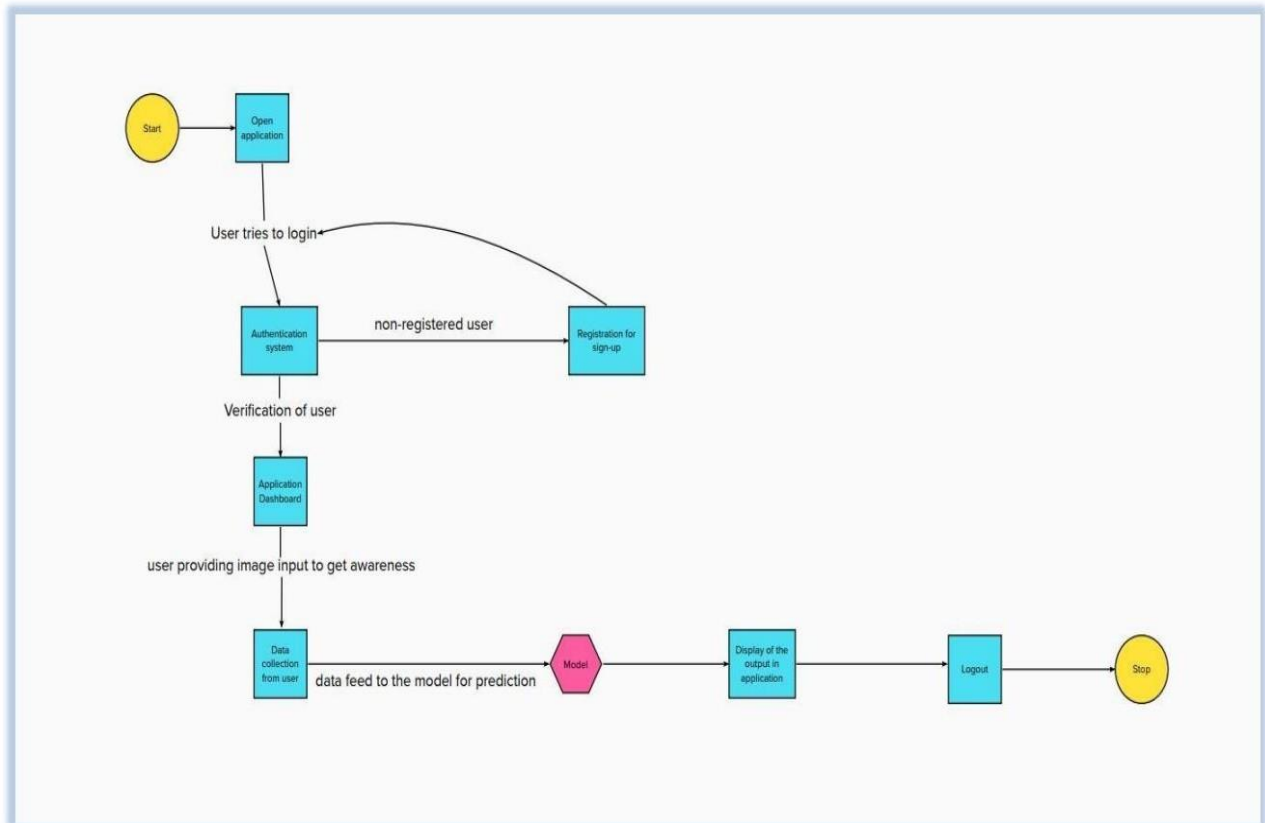 Start
Open
application
User tries to login
Authentication
system
non-registered user
Registration for
sign-up
Verification of user
Application
Dashboard
user providing image input to get awareness
Data
collection
from user
data feed to the model for prediction
Model
Display of the
output in
application
Logout
Stop